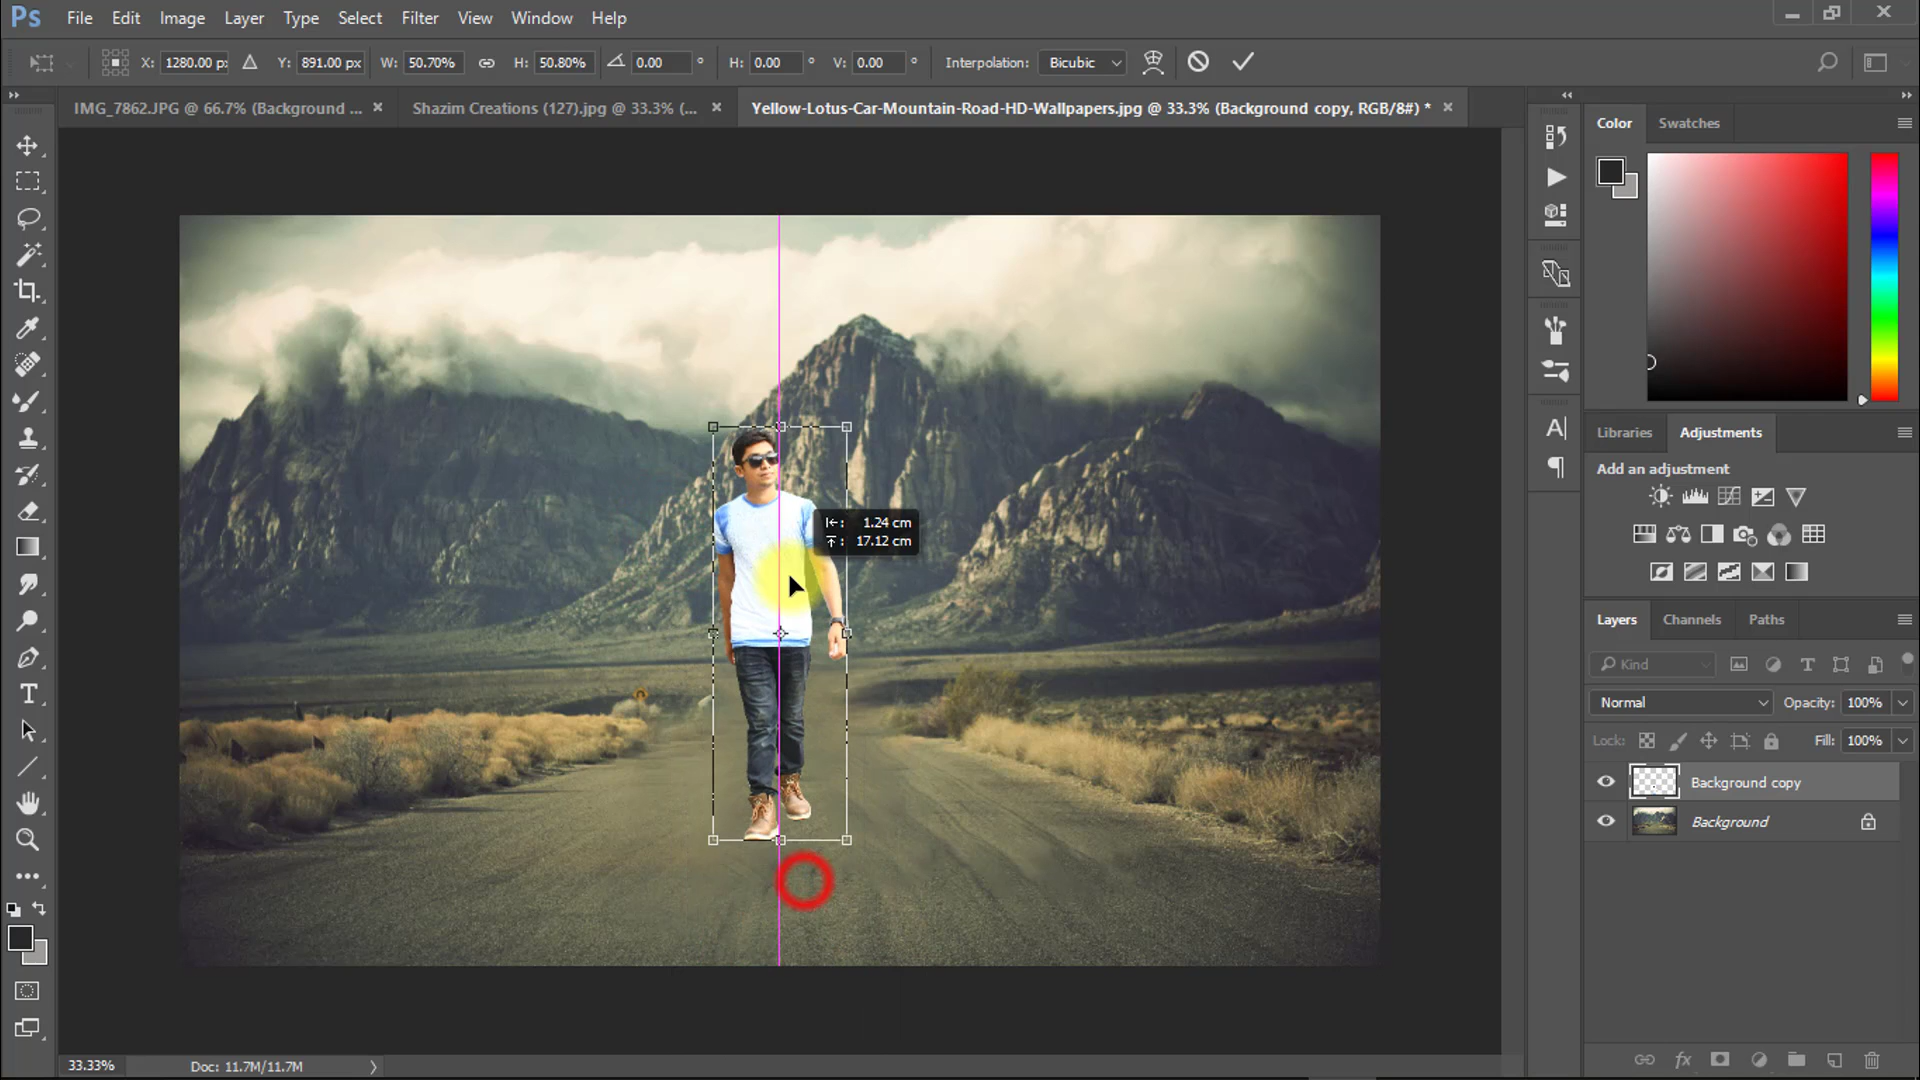 Ps File Edit Image Layer Type Select Filter View Window Help
X: 1280.00 px Y: 891.00 px W: 50.70% H: 50.80% 0.00 ° H: 0.00 ° V: 0.00 ° Interpolation: Bicubic
IMG_7862.JPG @ 66.7% (Background ... × Shazim Creations (127).jpg @ 33.3% (... × Yellow-Lotus-Car-Mountain-Road-HD-Wallpapers.jpg @ 33.3% (Background copy, RGB/8#) * ×
Color Swatches
Libraries Adjustments
Add an adjustment
1.24 cm
17.12 cm
Layers Channels Paths
Kind
Normal Opacity: 100%
Lock: Fill: 100%
Background copy
Background
33.33% Doc: 11.7M/11.7M